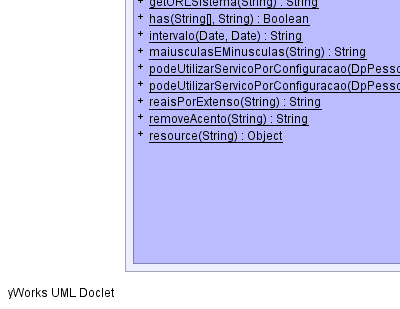 + getURLSistema(String) : String
+ has(String[], String) : Boolean
+ intervalo(Date, Date) : String
+ maiusculasEMinusculas(String) : String
+ podeUtilizarServicoPorConfiguracao(DpPesso
+ podeUtilizarServicoPorConfiguracao(DpPesso
+ reaisPorExtenso(String) : String
+ removeAcento(String) : String
+ resource(String) : Object
yWorks UML Doclet